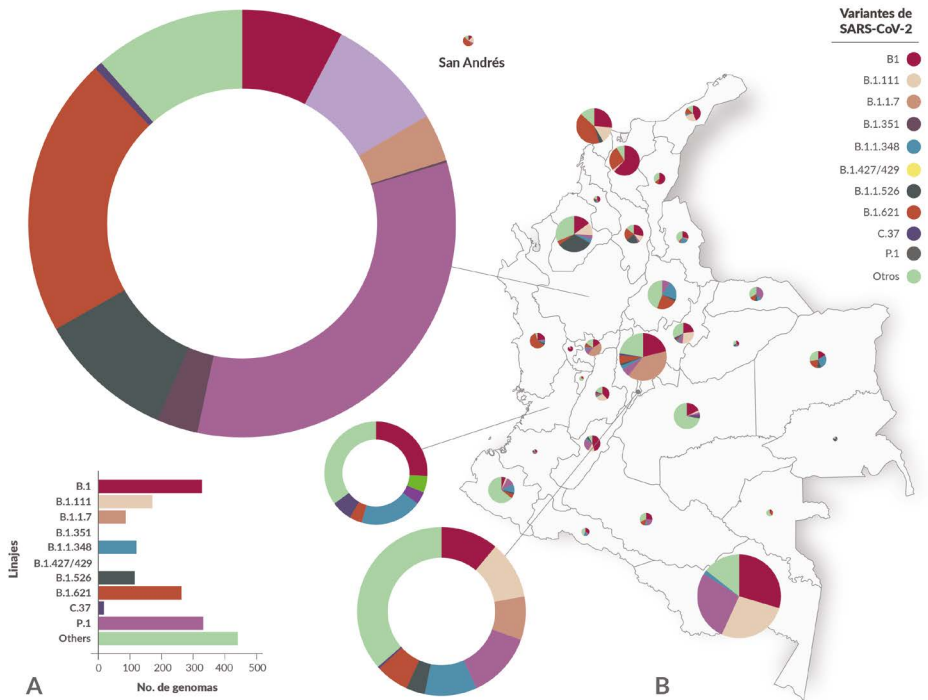 San Andrés
Variantes de
SARS-CoV-2
B1
B.1.111
B.1.1.7
B.1.351
B.1.1.348
B.1.427/429
B.1.1.526
B.1.621
C.37
P.1
Otros
Linajes
B.1
B.1.111
B.1.1.7
B.1.351
B.1.1.348
B.1.427/429
B.1.526
B.1.621
C.37
P.1
Others
0 100 200 300 400 500
No. de genomas
A
B